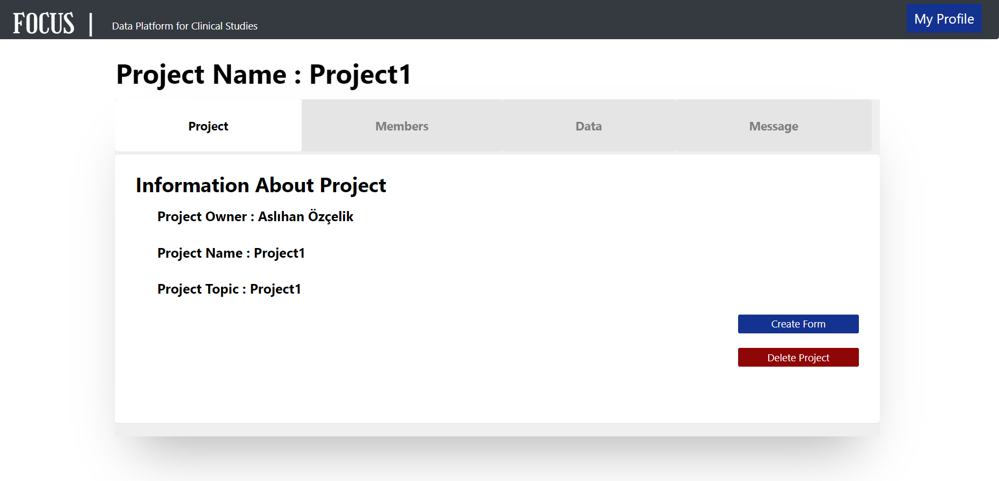 FOCUS | Data Platform for Clinical Studies
My Profile
Project Name : Project1
Project Members Data Message
Information About Project
Project Owner : Aslıhan Özçelik
Project Name : Project1
Project Topic : Project1
Create Form
Delete Project